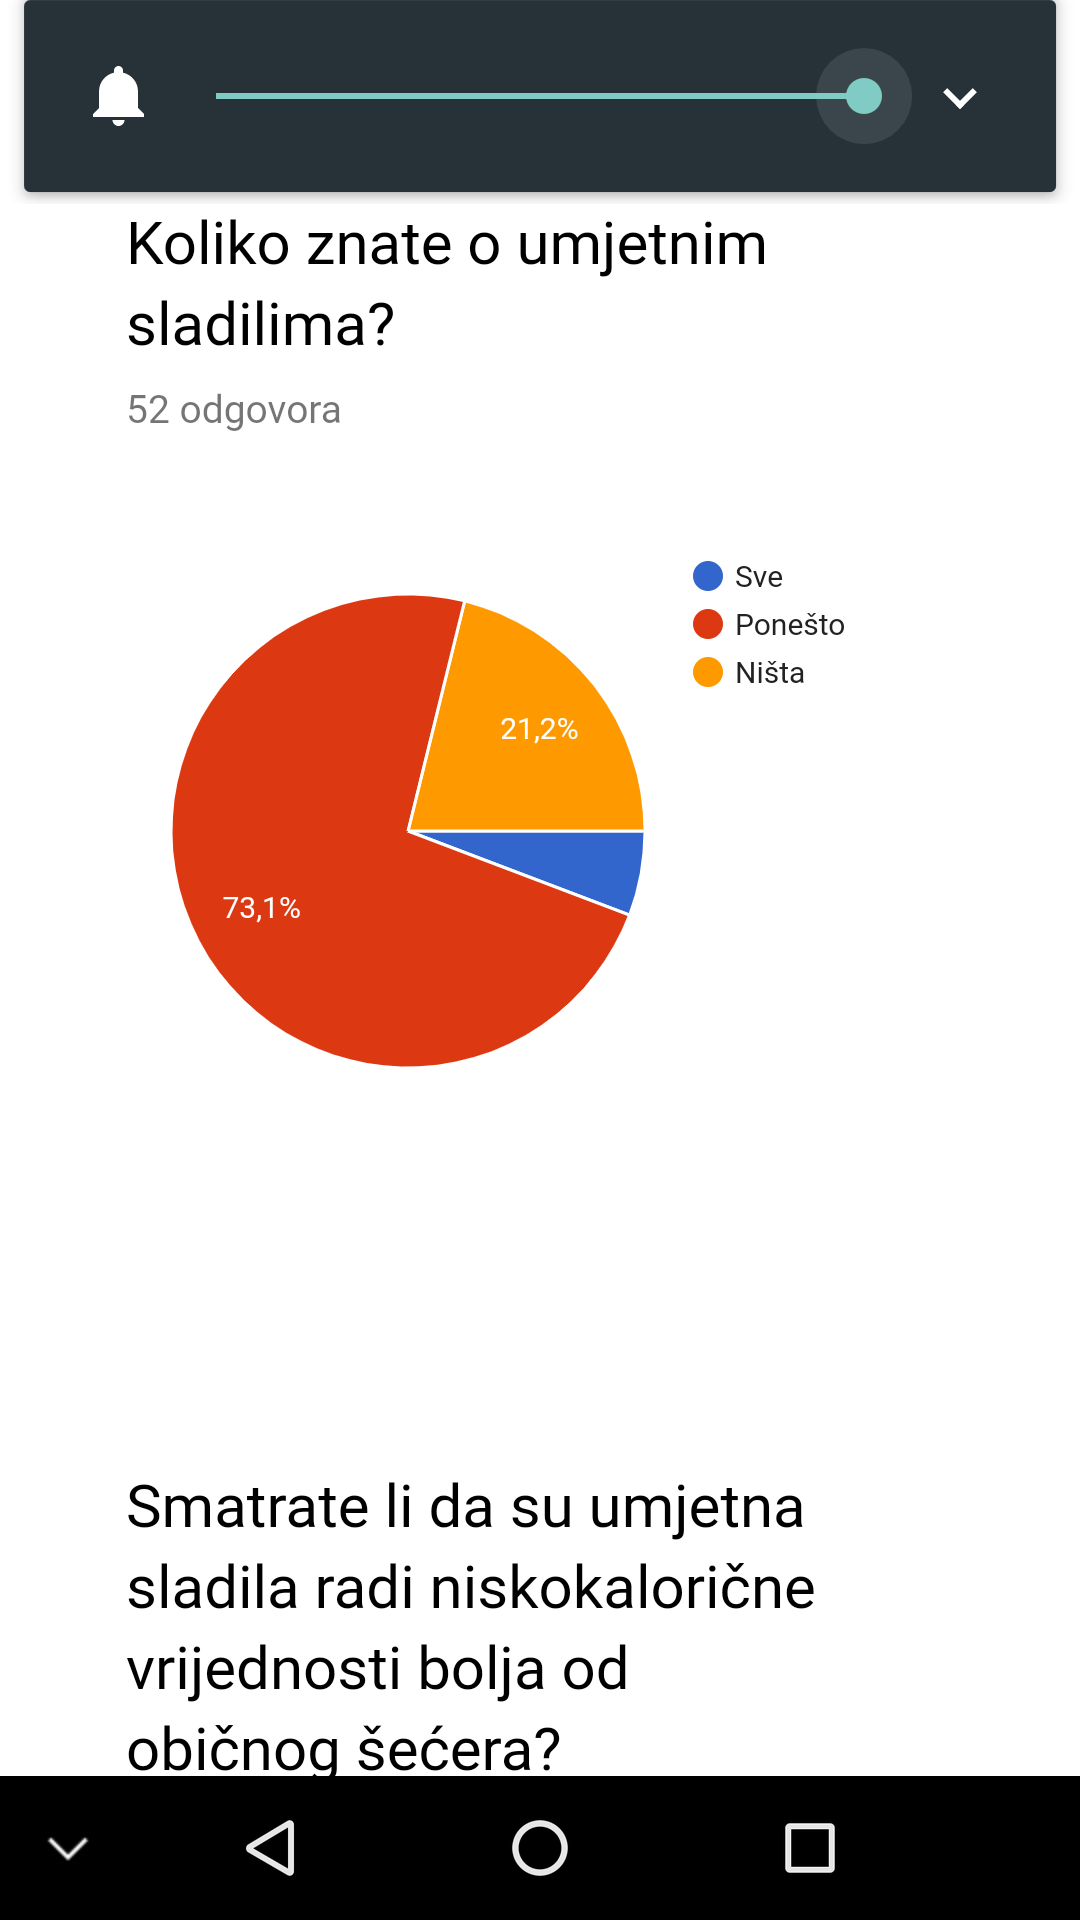 Koliko znate o umjetnim
sladilima?
52 odgovora
Sve
Ponešto
Ništa
21,2%
73,1%
Smatrate li da su umjetna
sladila radi niskokalorične
vrijednosti bolja od
običnog šećera?